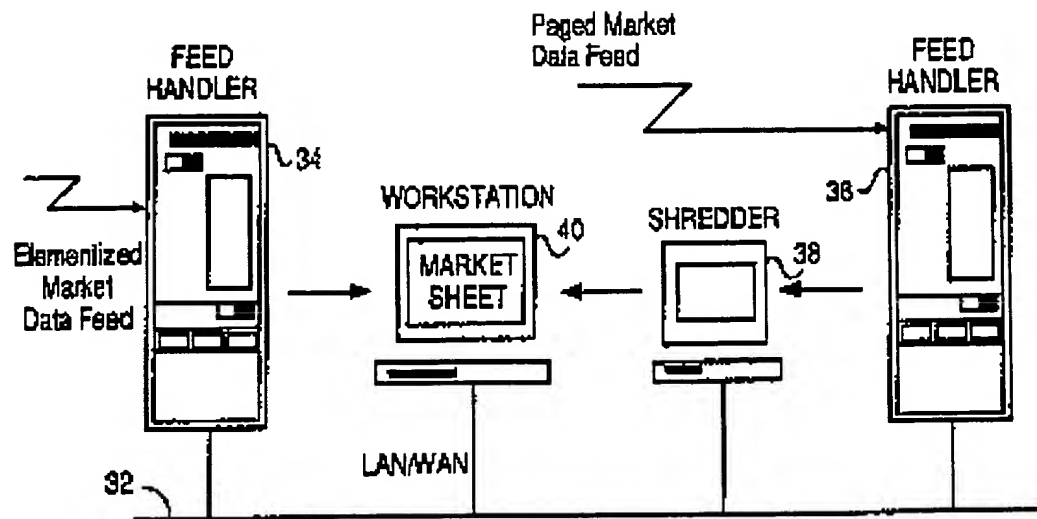 FEED
HANDLER
34
Elementized
Market
Data Feed
Paged Market
Data Feed
FEED
HANDLER
36
WORKSTATION
40
MARKET
SHEET
SHREDDER
38
LAN/WAN
32